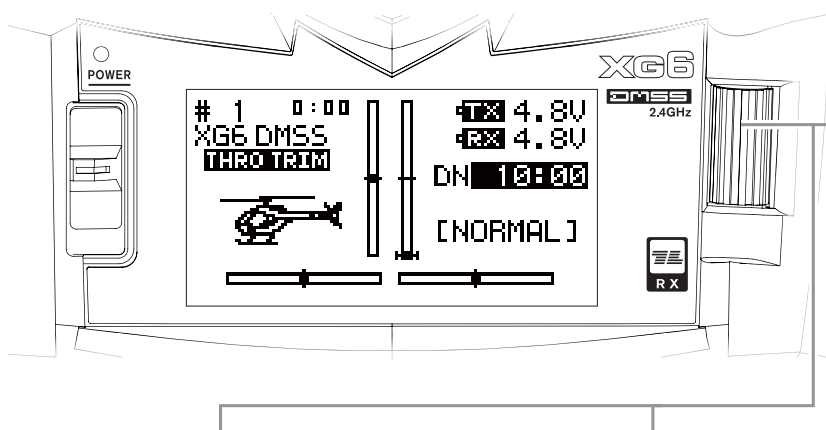 POWER
XG6
DMSS
2.4GHz
# 1 0:00
XG6 DMSS
THRO TRIM
TX 4.8V
RX 4.8V
DN 10:00
[NORMAL]
RX